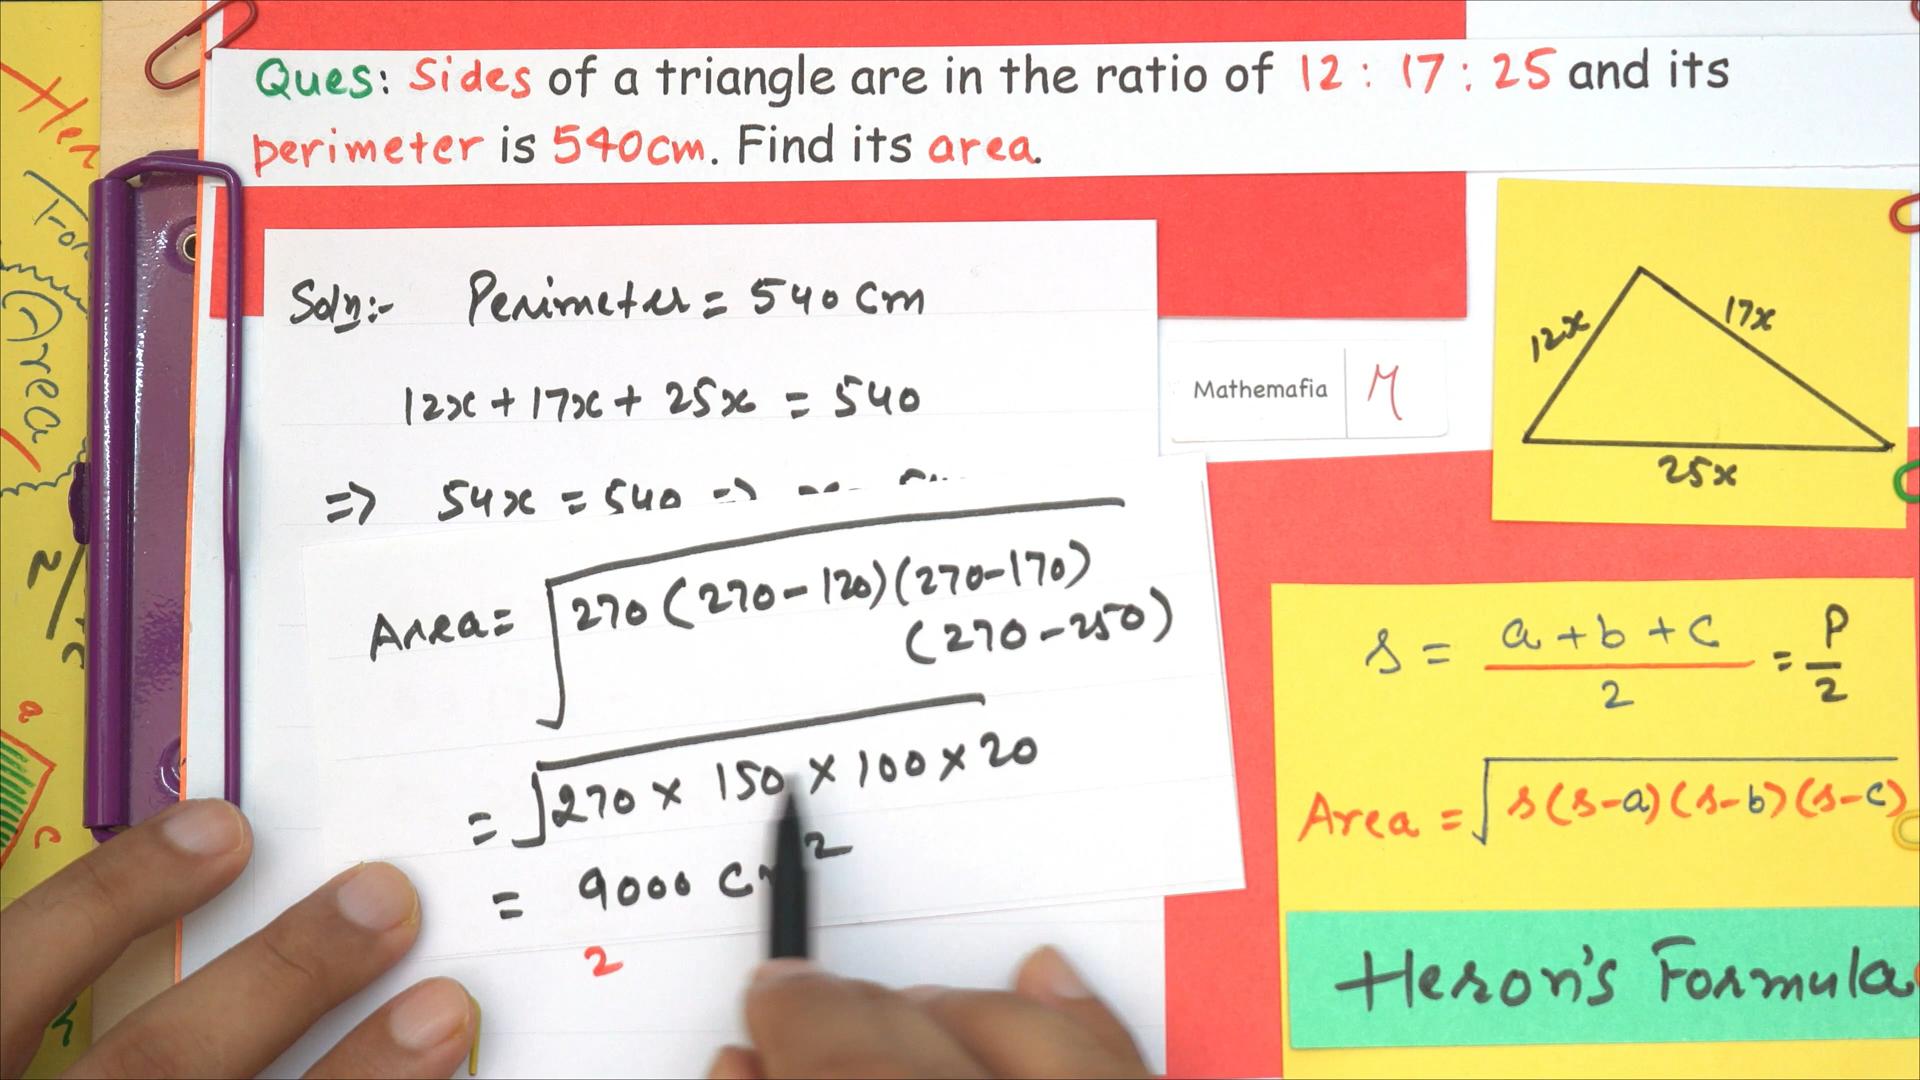 Ques: Sides of a triangle are in the ratio of 12 : 17 : 25 and its
perimeter is 540cm. Find its area.
Soln:- Perimeter = 540 cm
12x + 17x + 25x = 540
=> 54x = 540 =>
Area = √270 (270-120)(270-170)
(270-250)
= √270 × 150 × 100 × 20
= 9000 cm²
2
Mathemafia M
12x
17x
25x
s = a + b + c / 2 = P / 2
Area = √s(s-a)(s-b)(s-c)
Heron's Formula
Area